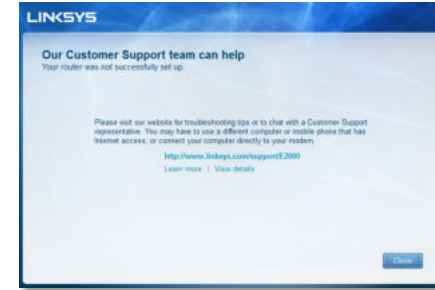 LINKSYS
Our Customer Support team can help
Your router was not successfully set up.
Please visit our website for troubleshooting tips or to chat with a Customer Support
representative. You may have to use a different computer or mobile phone that has
Internet access, or connect your computer directly to your modem.
http://www.linksys.com/support/E2000
Learn more | View details
Close